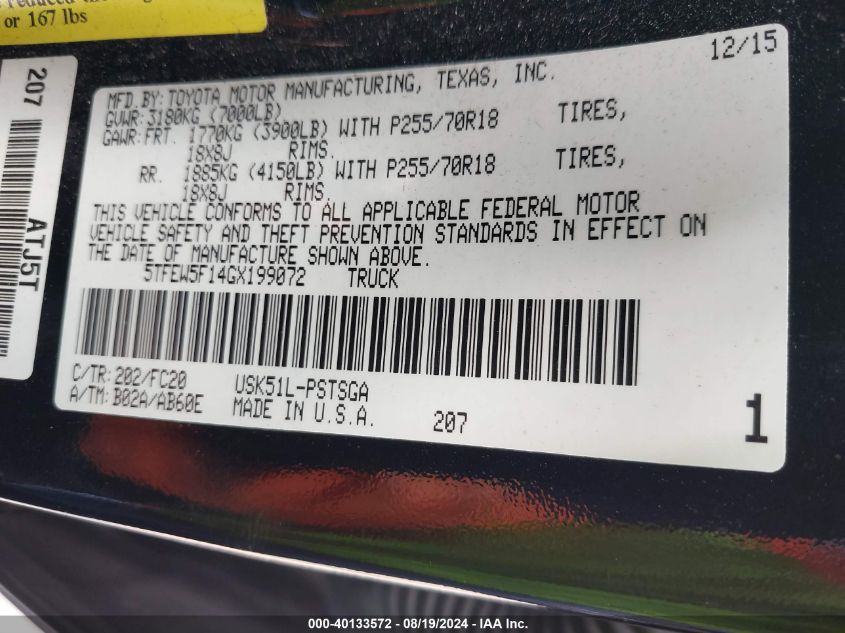 or 167 lbs
207
ATJ5T
12/15
MFD.BY:TOYOTA MOTOR MANUFACTURING, TEXAS, INC.
GVWR:3180KG (7000LB)
GAWR:FRT. 1770KG (3900LB) WITH P255/70R18 TIRES,
18X8J RIMS.
RR. 1885KG (4150LB) WITH P255/70R18 TIRES,
18X8J RIMS.
THIS VEHICLE CONFORMS TO ALL APPLICABLE FEDERAL MOTOR
VEHICLE SAFETY AND THEFT PREVENTION STANDARDS IN EFFECT ON
THE DATE OF MANUFACTURE SHOWN ABOVE.
5TFEW5F14GX199072 TRUCK
C/TR:202/FC20 USK51L-PSTSGA
A/TM:B02A/AB60E MADE IN U.S.A. 207
1
000-40133572 - 08/19/2024 - IAA Inc.